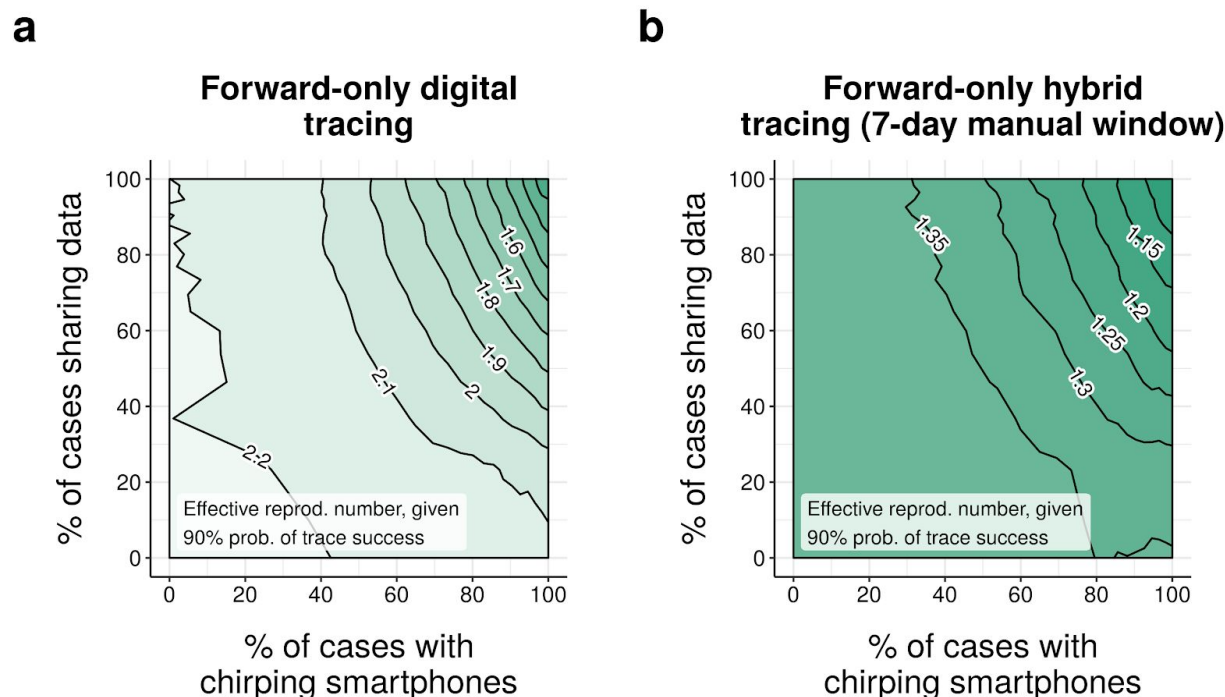 a
Forward-only digital
tracing
% of cases sharing data
100
80
60
40
20
0
1.6
1.7
1.8
1.9
2
2.1
2.2
Effective reprod. number, given
90% prob. of trace success
0 20 40 60 80 100
% of cases with
chirping smartphones
b
Forward-only hybrid
tracing (7-day manual window)
% of cases sharing data
100
80
60
40
20
0
1.35
1.15
1.2
1.25
1.3
Effective reprod. number, given
90% prob. of trace success
0 20 40 60 80 100
% of cases with
chirping smartphones